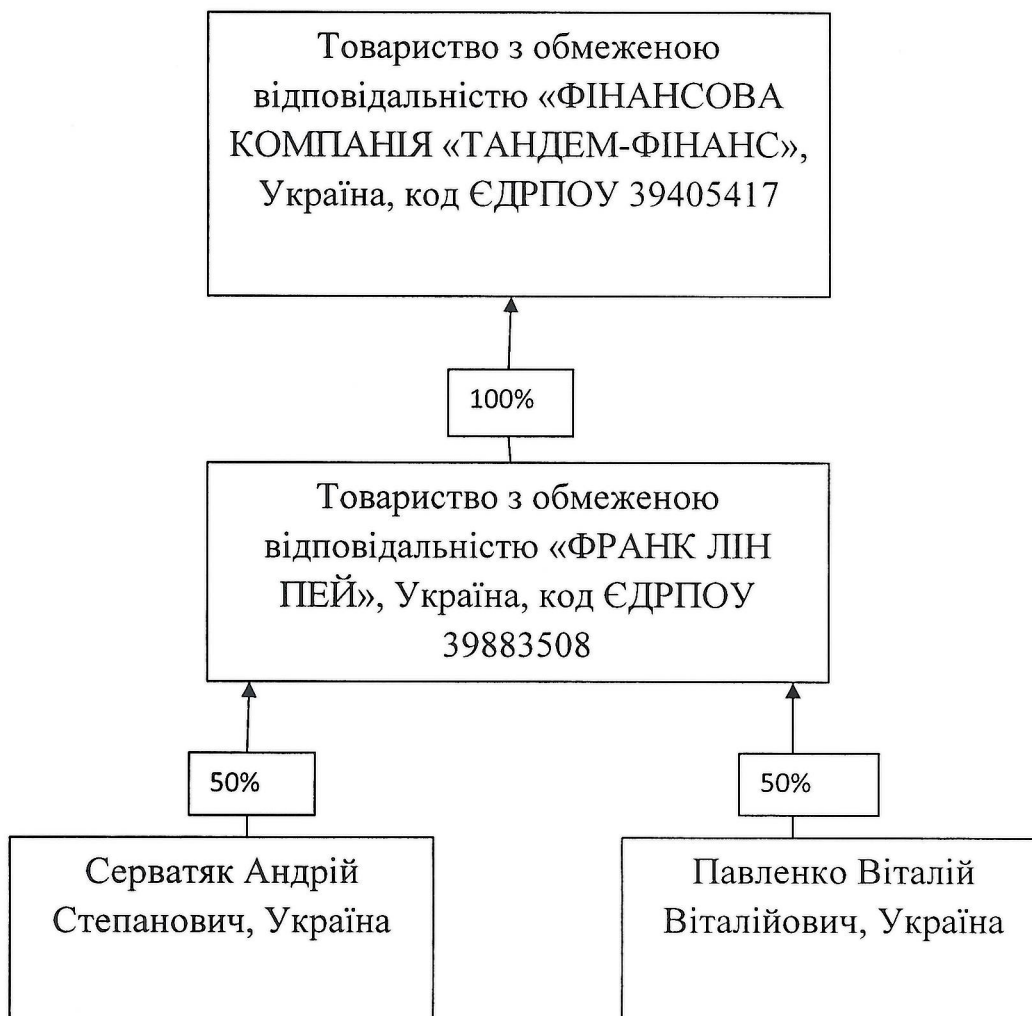 Товариство з обмеженою
відповідальністю «ФІНАНСОВА
КОМПАНІЯ «ТАНДЕМ-ФІНАНС»,
Україна, код ЄДРПОУ 39405417
100%
Товариство з обмеженою
відповідальністю «ФРАНК ЛІН
ПЕЙ», Україна, код ЄДРПОУ
39883508
50%
50%
Серватяк Андрій
Степанович, Україна
Павленко Віталій
Віталійович, Україна